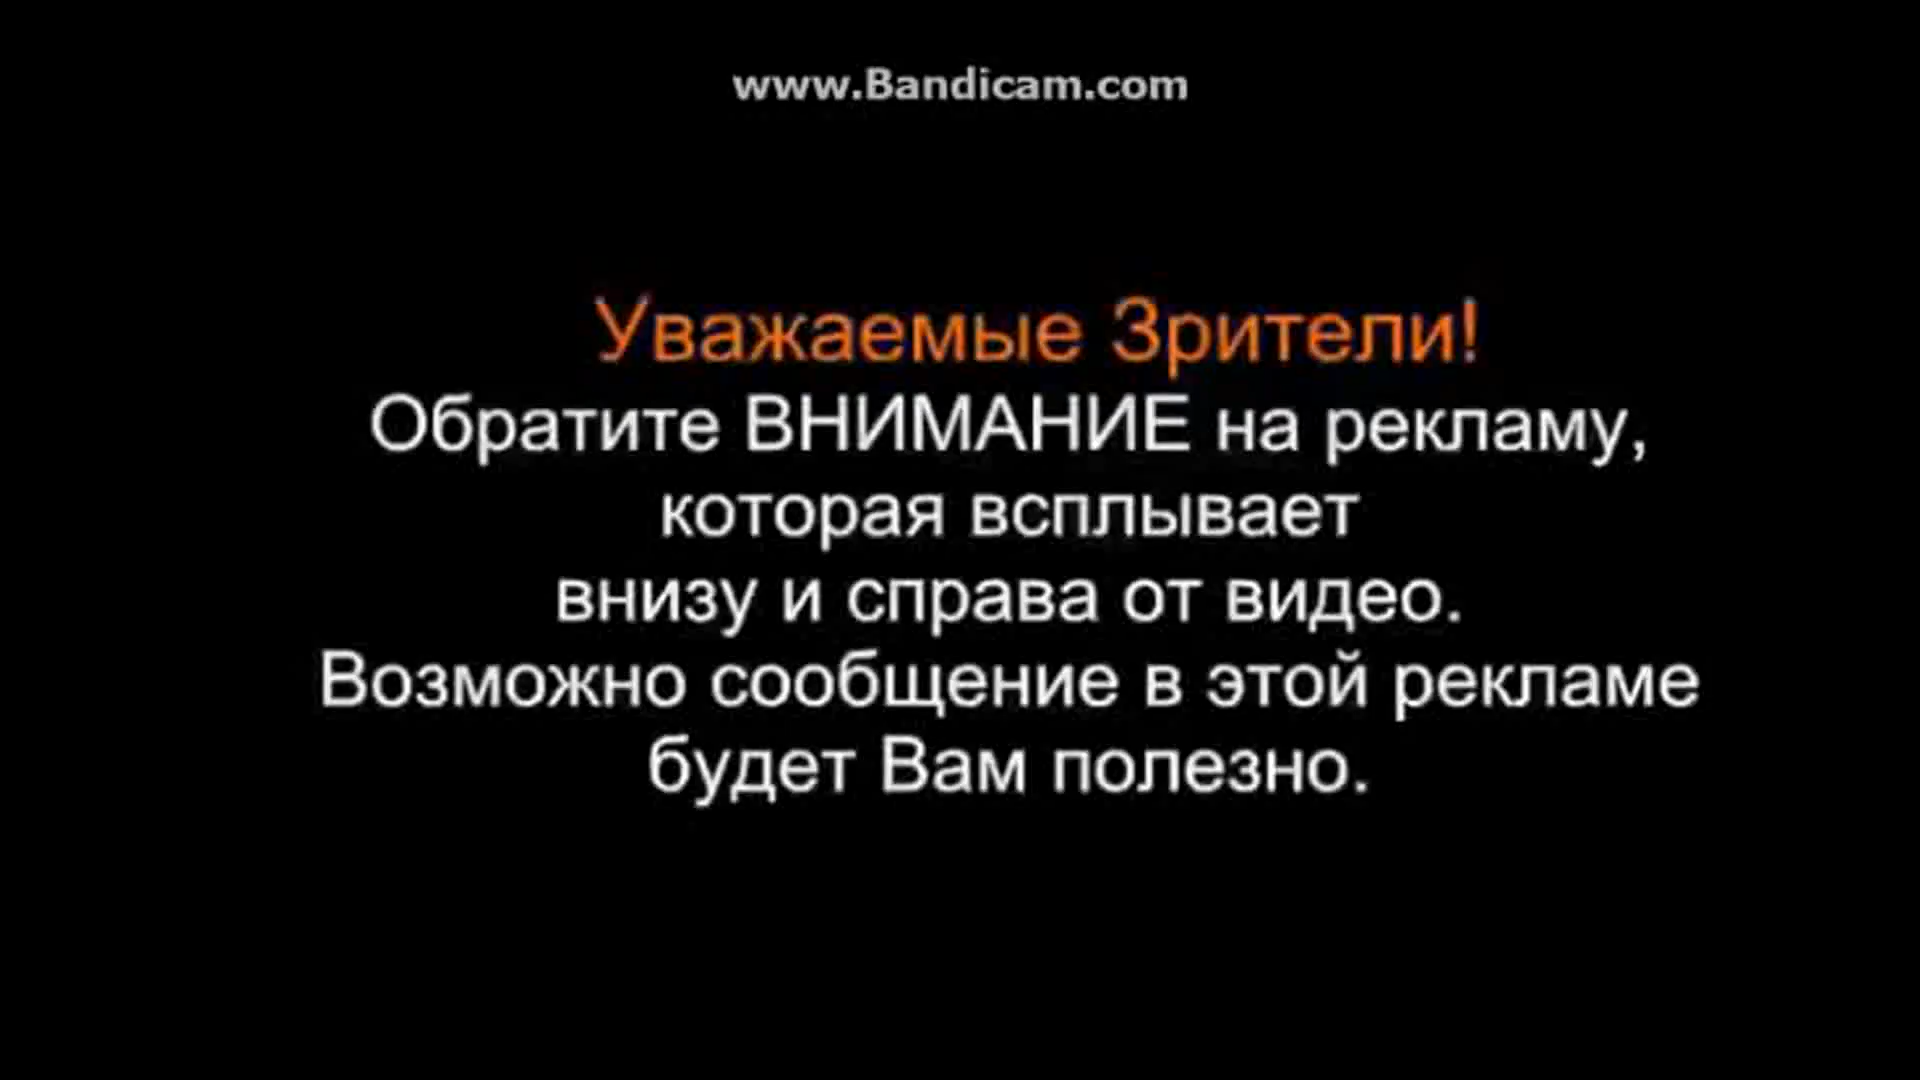 www.Bandicam.com
Уважаемые Зрители!
Обратите ВНИМАНИЕ на рекламу,
которая всплывает
внизу и справа от видео.
Возможно сообщение в этой рекламе
будет Вам полезно.